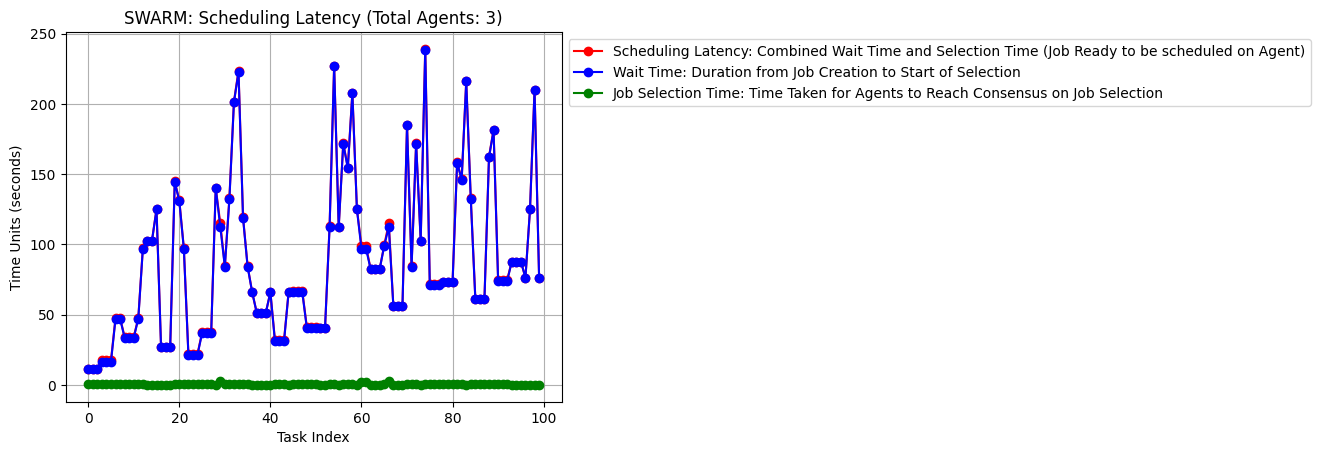 SWARM: Scheduling Latency (Total Agents: 3)
Scheduling Latency: Combined Wait Time and Selection Time (Job Ready to be scheduled on Agent)
Wait Time: Duration from Job Creation to Start of Selection
Job Selection Time: Time Taken for Agents to Reach Consensus on Job Selection
Time Units (seconds)
250
200
150
100
50
0
0 20 40 60 80 100
Task Index